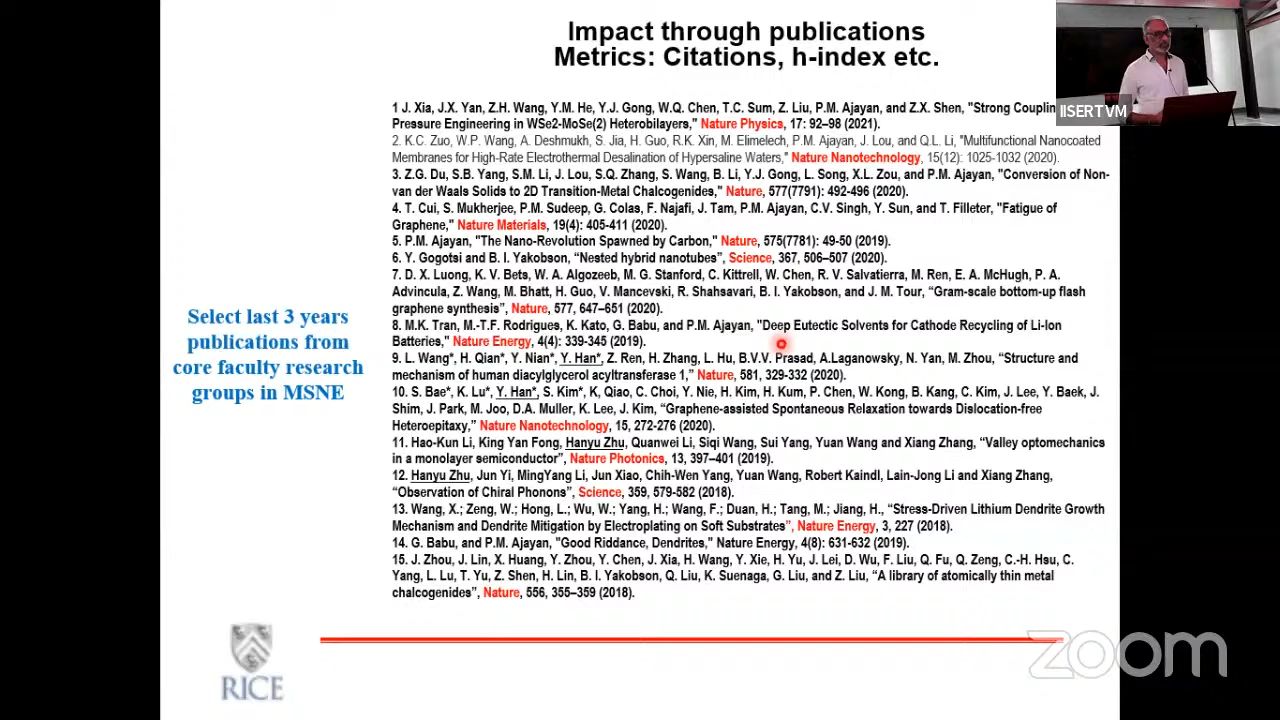 Impact through publications
Metrics: Citations, h-index etc.
IISERTVM
1 J. Xia, J.X. Yan, Z.H. Wang, Y.M. He, Y.J. Gong, W.Q. Chen, T.C. Sum, Z. Liu, P.M. Ajayan, and Z.X. Shen, "Strong Couplin
Pressure Engineering in WSe2-MoSe(2) Heterobilayers," Nature Physics, 17: 92–98 (2021).
2. K.C. Zuo, W.P. Wang, A. Deshmukh, S. Jia, H. Guo, R.K. Xin, M. Elimelech, P.M. Ajayan, J. Lou, and Q.L. Li, "Multifunctional Nanocoated
Membranes for High-Rate Electrothermal Desalination of Hypersaline Waters," Nature Nanotechnology, 15(12): 1025-1032 (2020).
3. Z.G. Du, S.B. Yang, S.M. Li, J. Lou, S.Q. Zhang, S. Wang, B. Li, Y.J. Gong, L. Song, X.L. Zou, and P.M. Ajayan, "Conversion of Non-
van der Waals Solids to 2D Transition-Metal Chalcogenides," Nature, 577(7791): 492-496 (2020).
4. T. Cui, S. Mukherjee, P.M. Sudeep, G. Colas, F. Najafi, J. Tam, P.M. Ajayan, C.V. Singh, Y. Sun, and T. Filleter, "Fatigue of
Graphene," Nature Materials, 19(4): 405-411 (2020).
5. P.M. Ajayan, "The Nano-Revolution Spawned by Carbon," Nature, 575(7781): 49-50 (2019).
6. Y. Gogotsi and B. I. Yakobson, “Nested hybrid nanotubes”, Science, 367, 506–507 (2020).
7. D. X. Luong, K. V. Bets, W. A. Algozeeb, M. G. Stanford, C. Kittrell, W. Chen, R. V. Salvatierra, M. Ren, E. A. McHugh, P. A.
Advincula, Z. Wang, M. Bhatt, H. Guo, V. Mancevski, R. Shahsavari, B. I. Yakobson, and J. M. Tour, “Gram-scale bottom-up flash
graphene synthesis”, Nature, 577, 647–651 (2020).
8. M.K. Tran, M.-T.F. Rodrigues, K. Kato, G. Babu, and P.M. Ajayan, "Deep Eutectic Solvents for Cathode Recycling of Li-Ion
Batteries," Nature Energy, 4(4): 339-345 (2019).
9. L. Wang*, H. Qian*, Y. Nian*, Y. Han*, Z. Ren, H. Zhang, L. Hu, B.V.V. Prasad, A.Laganowsky, N. Yan, M. Zhou, “Structure and
mechanism of human diacylglycerol acyltransferase 1,” Nature, 581, 329-332 (2020).
10. S. Bae*, K. Lu*, Y. Han*, S. Kim*, K, Qiao, C. Choi, Y. Nie, H. Kim, H. Kum, P. Chen, W. Kong, B. Kang, C. Kim, J. Lee, Y. Baek, J.
Shim, J. Park, M. Joo, D.A. Muller, K. Lee, J. Kim, “Graphene-assisted Spontaneous Relaxation towards Dislocation-free
Heteroepitaxy,” Nature Nanotechnology, 15, 272-276 (2020).
11. Hao-Kun Li, King Yan Fong, Hanyu Zhu, Quanwei Li, Siqi Wang, Sui Yang, Yuan Wang and Xiang Zhang, “Valley optomechanics
in a monolayer semiconductor”, Nature Photonics, 13, 397–401 (2019).
12. Hanyu Zhu, Jun Yi, MingYang Li, Jun Xiao, Chih-Wen Yang, Yuan Wang, Robert Kaindl, Lain-Jong Li and Xiang Zhang,
“Observation of Chiral Phonons”, Science, 359, 579-582 (2018).
13. Wang, X.; Zeng, W.; Hong, L.; Wu, W.; Yang, H.; Wang, F.; Duan, H.; Tang, M.; Jiang, H., “Stress-Driven Lithium Dendrite Growth
Mechanism and Dendrite Mitigation by Electroplating on Soft Substrates”, Nature Energy, 3, 227 (2018).
14. G. Babu, and P.M. Ajayan, "Good Riddance, Dendrites," Nature Energy, 4(8): 631-632 (2019).
15. J. Zhou, J. Lin, X. Huang, Y. Zhou, Y. Chen, J. Xia, H. Wang, Y. Xie, H. Yu, J. Lei, D. Wu, F. Liu, Q. Fu, Q. Zeng, C.-H. Hsu, C.
Yang, L. Lu, T. Yu, Z. Shen, H. Lin, B. I. Yakobson, Q. Liu, K. Suenaga, G. Liu, and Z. Liu, “A library of atomically thin metal
chalcogenides”, Nature, 556, 355–359 (2018).
Select last 3 years
publications from
core faculty research
groups in MSNE
RICE
zoom